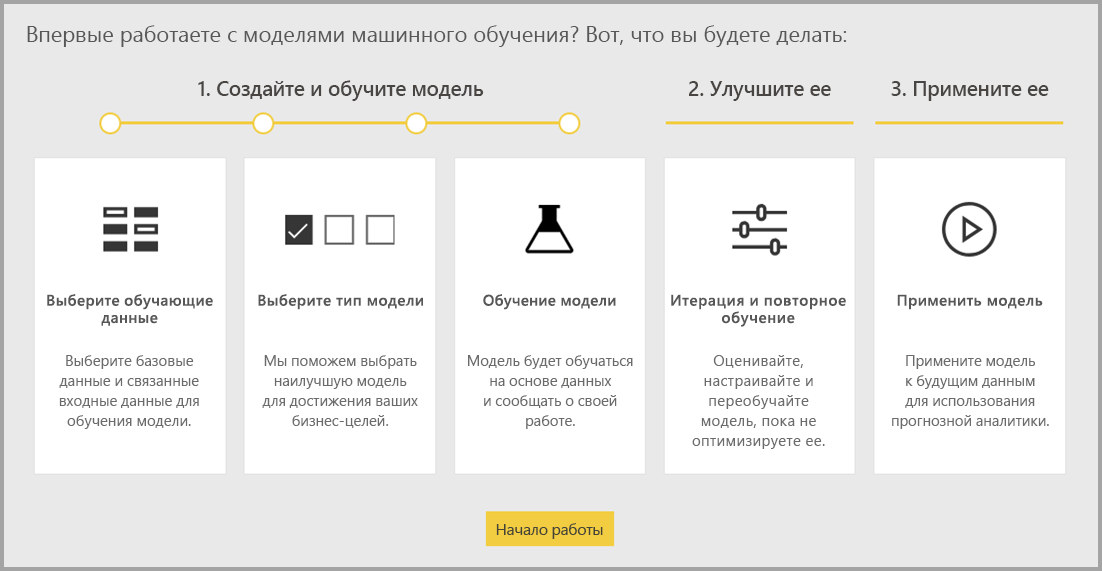 Впервые работаете с моделями машинного обучения? Вот, что вы будете делать:
1. Создайте и обучите модель
2. Улучшите ее
3. Примените ее
Выберите обучающие
данные
Выберите базовые
данные и связанные
входные данные для
обучения модели.
Выберите тип модели
Мы поможем выбрать
наилучшую модель
для достижения ваших
бизнес-целей.
Обучение модели
Модель будет обучаться
на основе данных
и сообщать о своей
работе.
Итерация и повторное
обучение
Оценивайте,
настраивайте и
переобучайте
модель, пока не
оптимизируете ее.
Применить модель
Примените модель
к будущим данным
для использования
прогнозной аналитики.
Начало работы